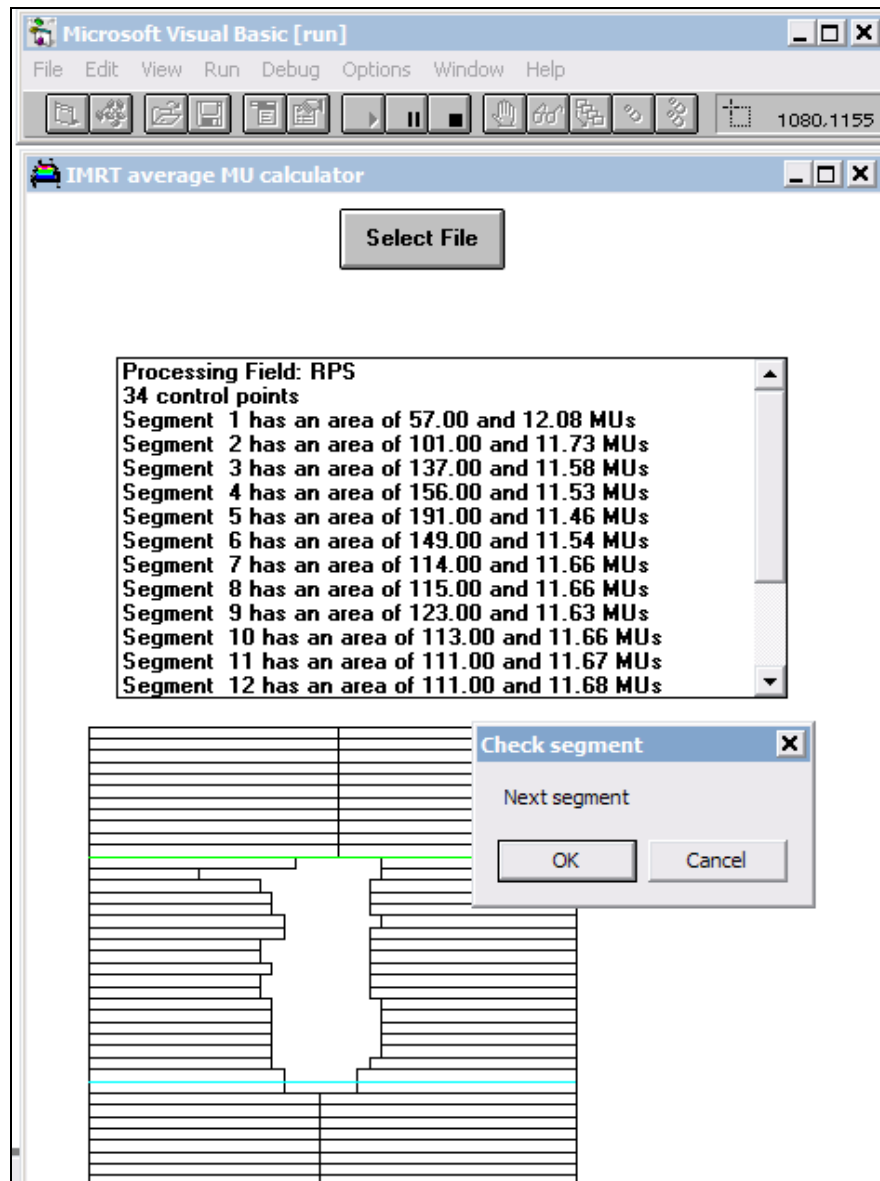 Microsoft Visual Basic [run]
File Edit View Run Debug Options Window Help
1080,1155
IMRT average MU calculator
Select File
Processing Field: RPS
34 control points
Segment 1 has an area of 57.00 and 12.08 MUs
Segment 2 has an area of 101.00 and 11.73 MUs
Segment 3 has an area of 137.00 and 11.58 MUs
Segment 4 has an area of 156.00 and 11.53 MUs
Segment 5 has an area of 191.00 and 11.46 MUs
Segment 6 has an area of 149.00 and 11.54 MUs
Segment 7 has an area of 114.00 and 11.66 MUs
Segment 8 has an area of 115.00 and 11.66 MUs
Segment 9 has an area of 123.00 and 11.63 MUs
Segment 10 has an area of 113.00 and 11.66 MUs
Segment 11 has an area of 111.00 and 11.67 MUs
Segment 12 has an area of 111.00 and 11.68 MUs
Check segment
Next segment
OK Cancel